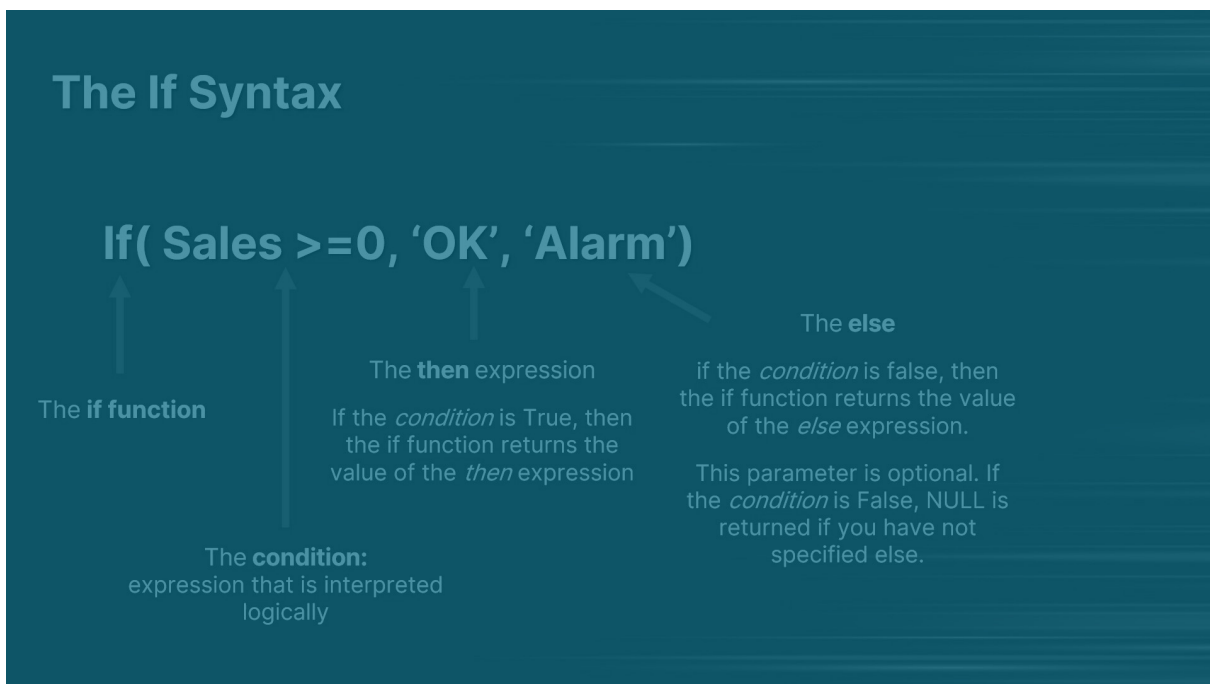 The If Syntax
If( Sales >=0, ‘OK’, ‘Alarm’)
The if function
The condition:
expression that is interpreted
logically
The then expression
If the condition is True, then
the if function returns the
value of the then expression
The else
if the condition is false, then
the if function returns the value
of the else expression.
This parameter is optional. If
the condition is False, NULL is
returned if you have not
specified else.